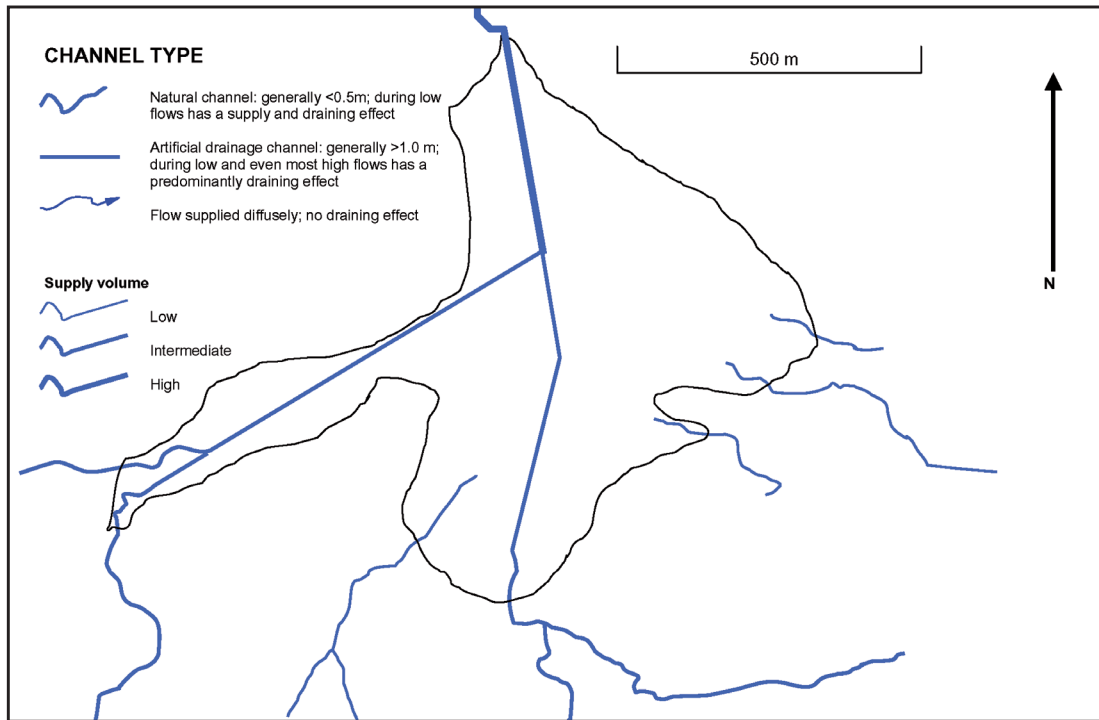 CHANNEL TYPE
Natural channel: generally <0.5m; during low
flows has a supply and draining effect
Artificial drainage channel: generally >1.0 m;
during low and even most high flows has a
predominantly draining effect
Flow supplied diffusely; no draining effect
Supply volume
Low
Intermediate
High
500 m
N